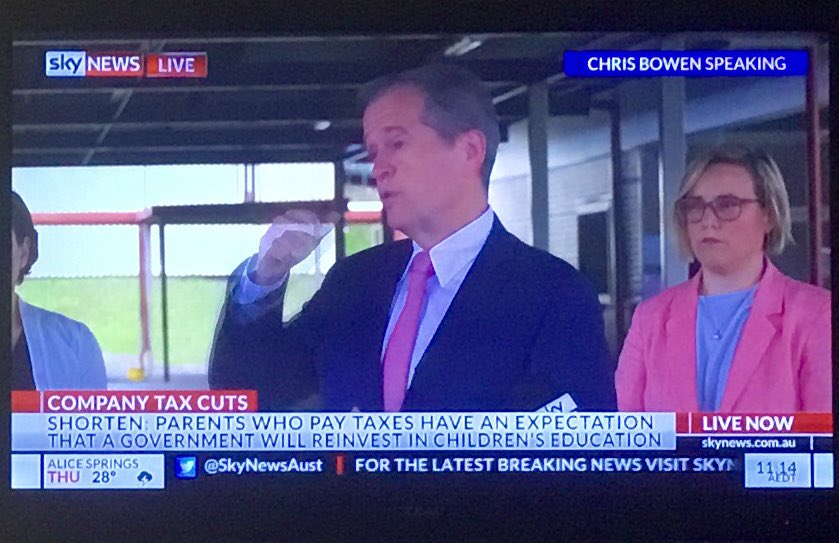 sky NEWS LIVE
CHRIS BOWEN SPEAKING
COMPANY TAX CUTS
SHORTEN: PARENTS WHO PAY TAXES HAVE AN EXPECTATION
THAT A GOVERNMENT WILL REINVEST IN CHILDREN'S EDUCATION
LIVE NOW
skynews.com.au
ALICE SPRINGS
THU 28°
@SkyNewsAust
FOR THE LATEST BREAKING NEWS VISIT SKYN
11:14
AEDT